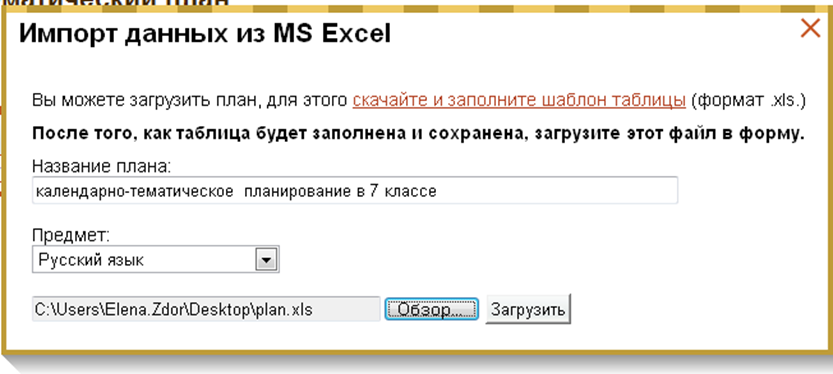 матический план
Импорт данных из MS Excel
Вы можете загрузить план, для этого скачайте и заполните шаблон таблицы (формат .xls.)
После того, как таблица будет заполнена и сохранена, загрузите этот файл в форму.
Название плана:
календарно-тематическое планирование в 7 классе
Предмет:
Русский язык
C:\Users\Elena.Zdor\Desktop\plan.xls Обзор... Загрузить